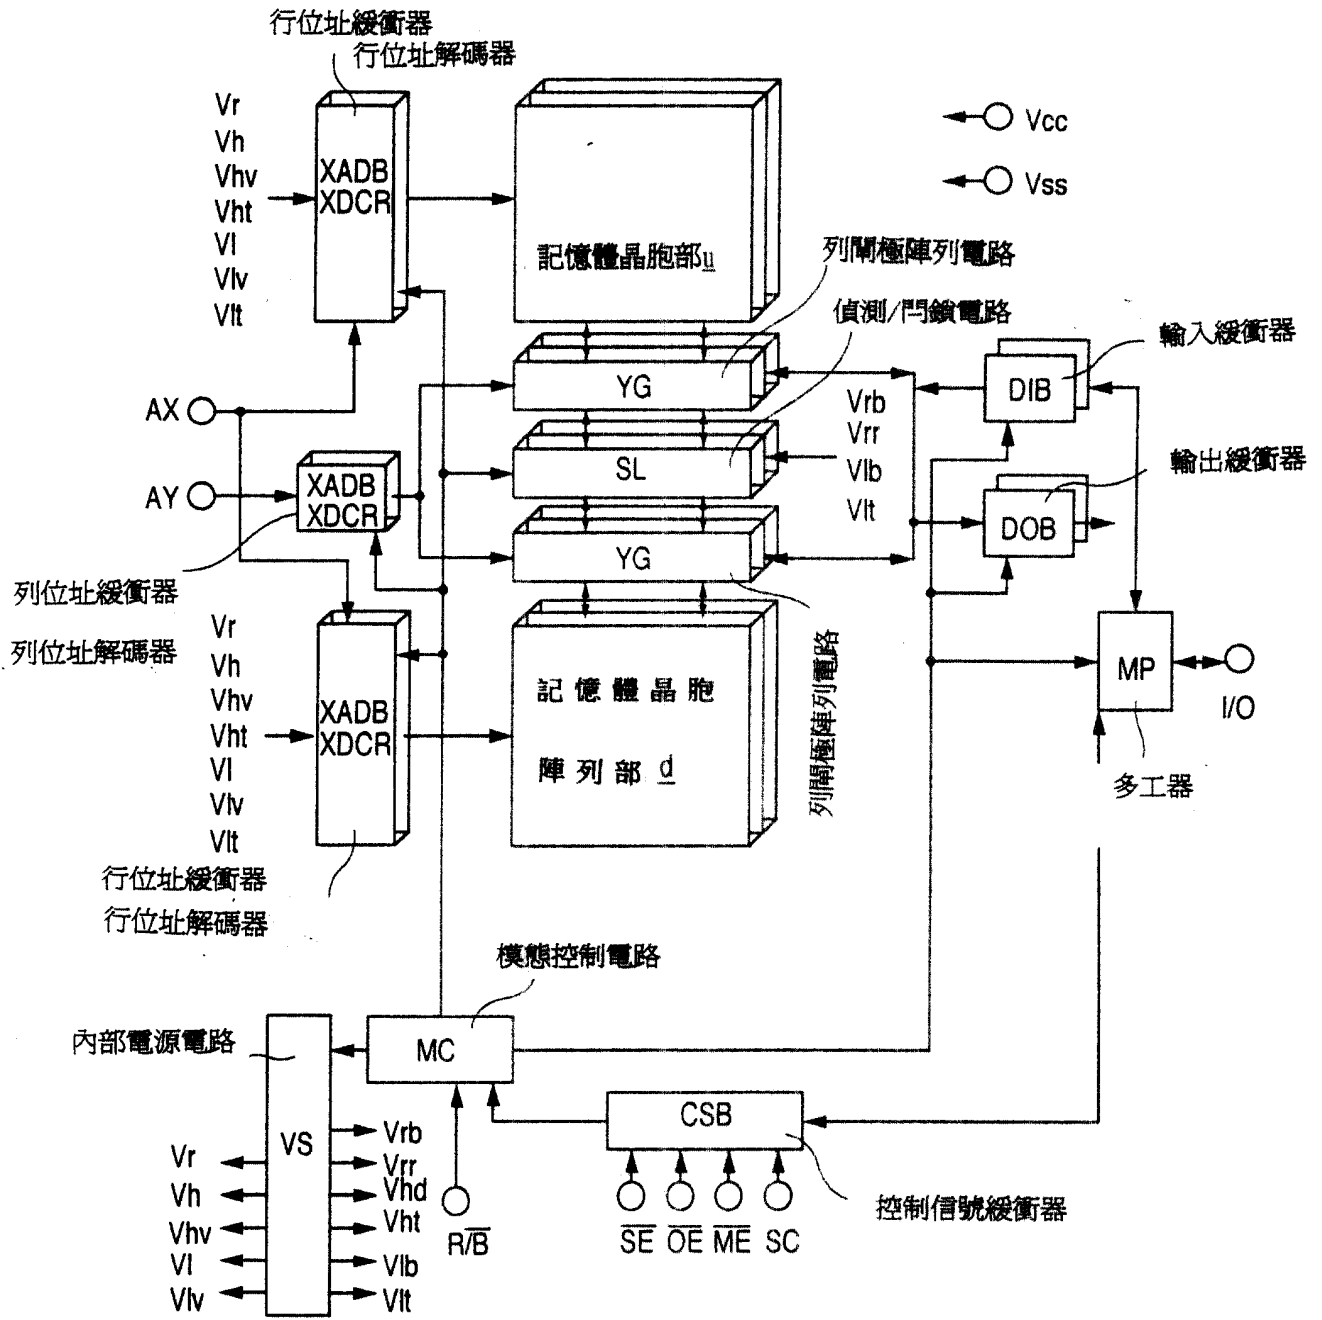 行位址緩衝器
行位址解碼器
Vr
Vh
Vhv
Vht
Vl
Vlv
Vlt
XADB
XDCR
記憶體晶胞部u
Vcc
Vss
列閘極陣列電路
偵測/閂鎖電路
輸入緩衝器
YG
DIB
AX
Vrb
Vrr
Vlb
Vlt
SL
輸出緩衝器
AY
XADB
XDCR
DOB
YG
列位址緩衝器
列位址解碼器
Vr
Vh
Vhv
Vht
Vl
Vlv
Vlt
XADB
XDCR
記憶體晶胞
陣列部 d
列閘極陣列電路
MP
I/O
多工器
行位址緩衝器
行位址解碼器
模態控制電路
內部電源電路
MC
CSB
VS
Vr
Vh
Vhv
Vl
Vlv
Vrb
Vrr
Vhd
Vht
Vlb
Vlt
R/B̅
S̅E̅
O̅E̅
M̅E̅
SC
控制信號緩衝器